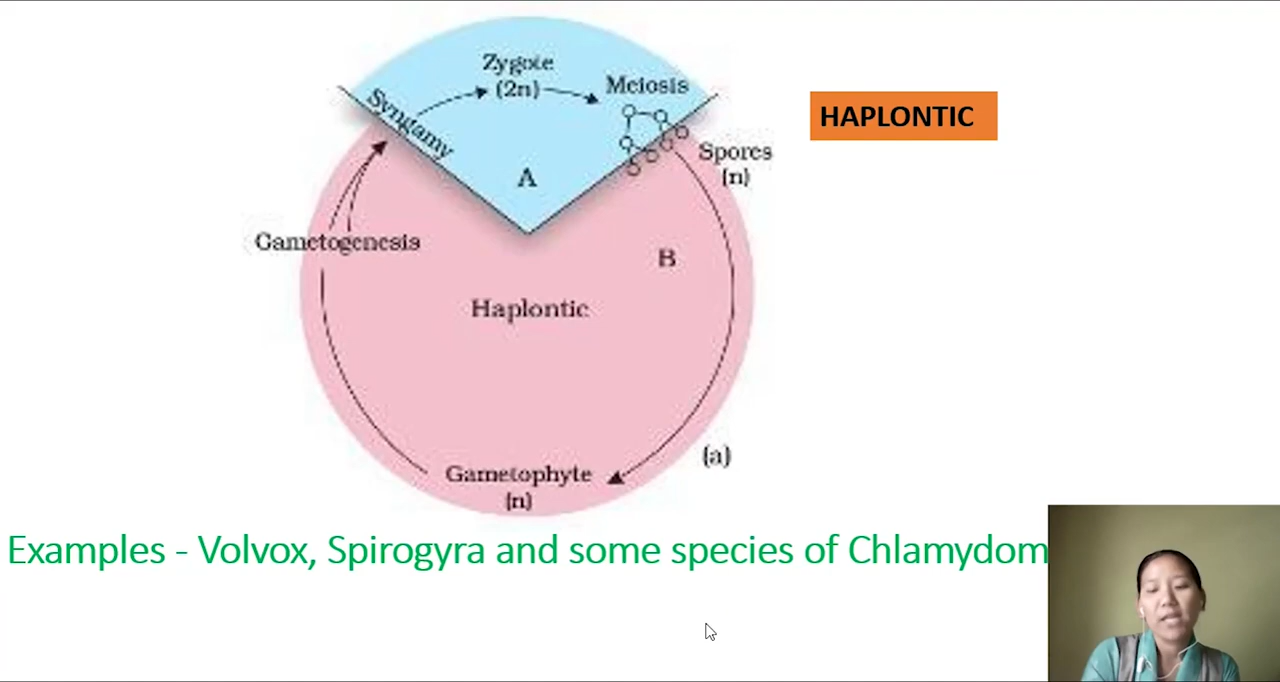 Zygote
(2n)
Meiosis
Syngamy
HAPLONTIC
Spores
(n)
A
Gametogenesis
B
Haplontic
(a)
Gametophyte
(n)
Examples - Volvox, Spirogyra and some species of Chlamydom